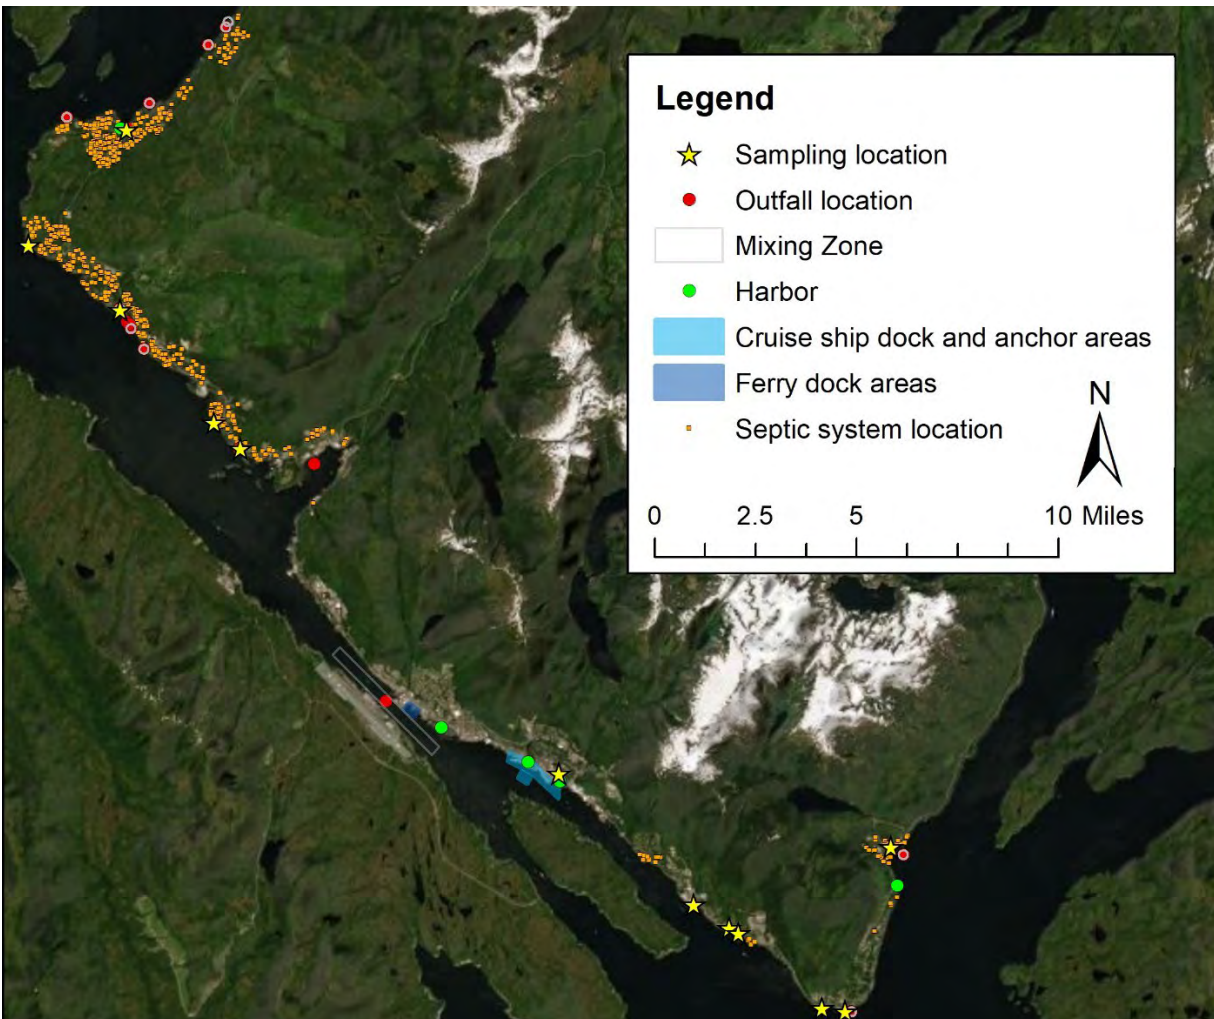 Legend
Sampling location
Outfall location
Mixing Zone
Harbor
Cruise ship dock and anchor areas
Ferry dock areas
Septic system location
N
0 2.5 5 10 Miles